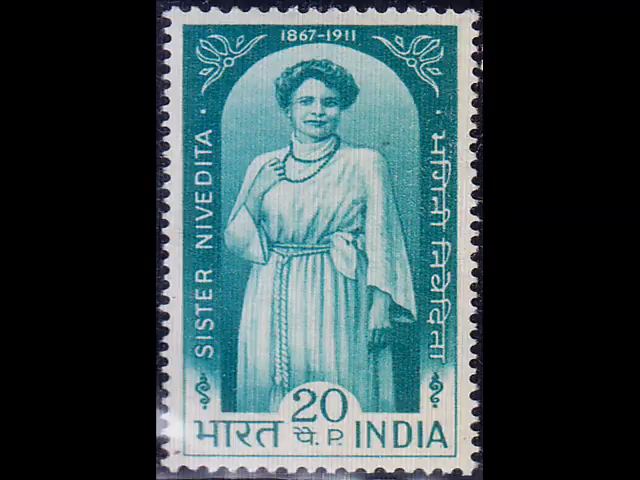 1867-1911
SISTER NIVEDITA
भगिनी निवेदिता
20
भारत पै. P. INDIA